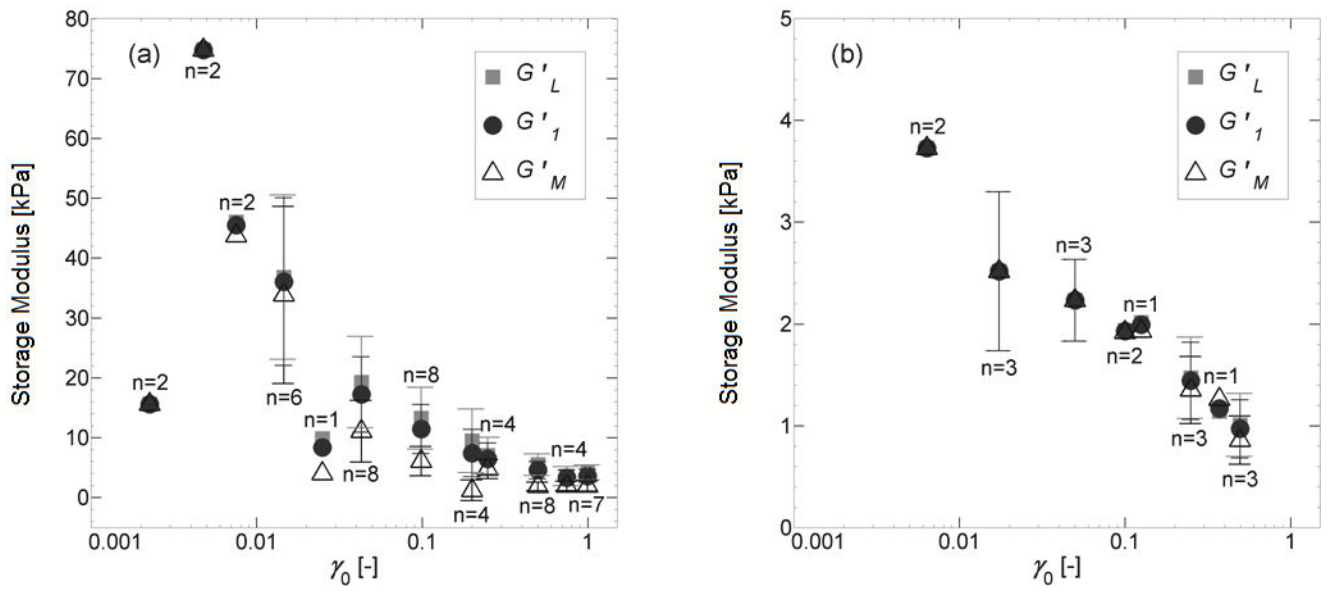 (a)
G'L
G'1
G'M
Storage Modulus [kPa]
80
70
60
50
40
30
20
10
0
n=2
n=2
n=2
n=6
n=1
n=8
n=8
n=4
n=4
n=8
n=4
n=7
0.001
0.01
0.1
1
γ0 [-]
(b)
G'L
G'1
G'M
Storage Modulus [kPa]
5
4
3
2
1
0
n=2
n=3
n=3
n=2
n=1
n=3
n=1
n=3
0.001
0.01
0.1
1
γ0 [-]